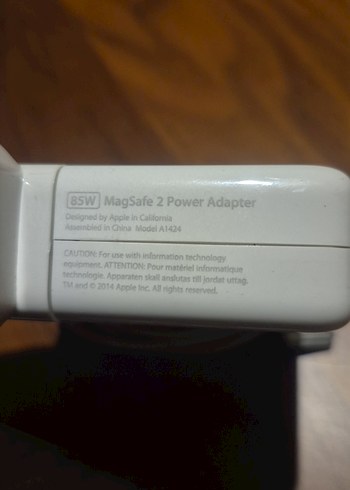 85W MagSafe 2 Power Adapter
Designed by Apple in California
Assembled in China Model A1424
CAUTION: For use with information technology
equipment. ATTENTION: Pour matériel informatique
technologie. Apparaten skall anslutas till jordat uttag.
TM and © 2014 Apple Inc. All rights reserved.